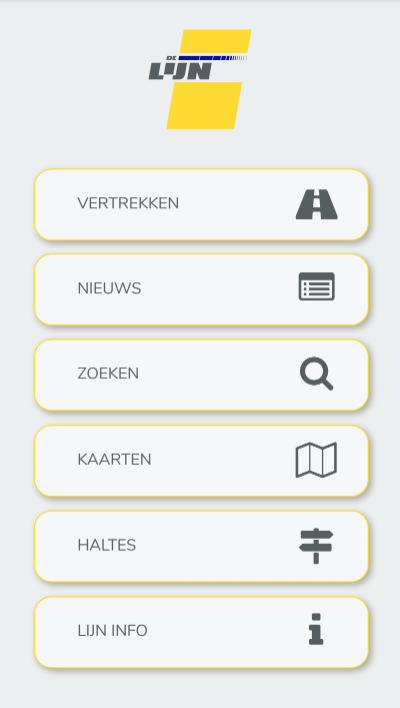 DE
LIJN
VERTREKKEN
NIEUWS
ZOEKEN
KAARTEN
HALTES
LIJN INFO